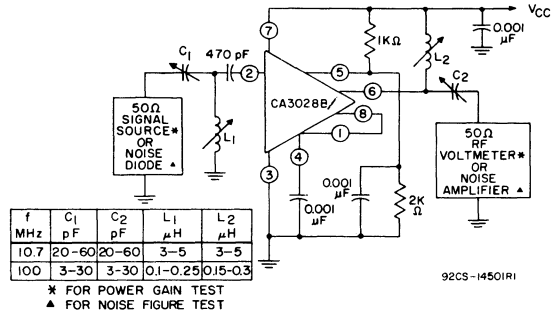 VCC
0.001
μF
7
1KΩ
L2
C1
470 pF
2
5
C2
6
CA3028B/
8
1
50Ω
SIGNAL
SOURCE*
OR
NOISE
DIODE ▲
L1
4
3
50Ω
RF
VOLTMETER*
OR
NOISE
AMPLIFIER ▲
0.001
μF
0.001
μF
2K
Ω
f MHz C1 pF C2 pF L1 μH L2 μH
10.7 20-60 20-60 3-5 3-5
100 3-30 3-30 0.1-0.25 0.15-0.3
92CS-14501R1
* FOR POWER GAIN TEST
▲ FOR NOISE FIGURE TEST